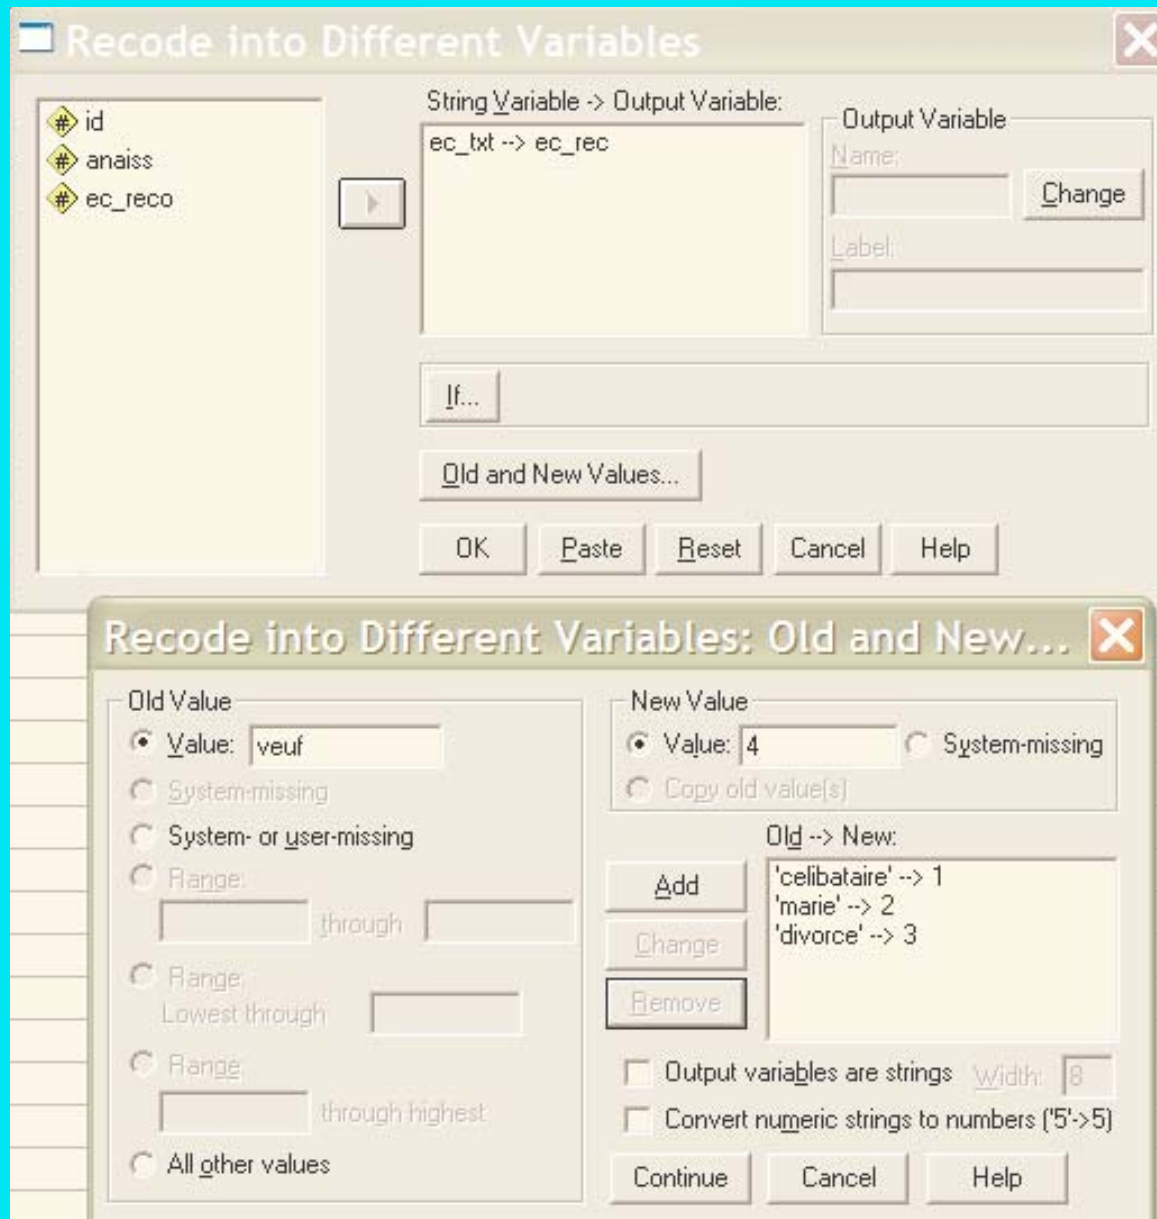 Recode into Different Variables
id
anaiss
ec_reco
String Variable -> Output Variable:
ec_txt --> ec_rec
Output Variable
Name:
Change
Label:
If...
Old and New Values...
OK Paste Reset Cancel Help
Recode into Different Variables: Old and New...
Old Value
Value: veuf
System-missing
System- or user-missing
Range:
through
Range:
Lowest through
Range:
through highest
All other values
New Value
Value: 4 System-missing
Copy old value(s)
Old --> New:
Add
Change
Remove
'celibataire' --> 1
'marie' --> 2
'divorce' --> 3
Output variables are strings Width: 8
Convert numeric strings to numbers ('5'->5)
Continue Cancel Help